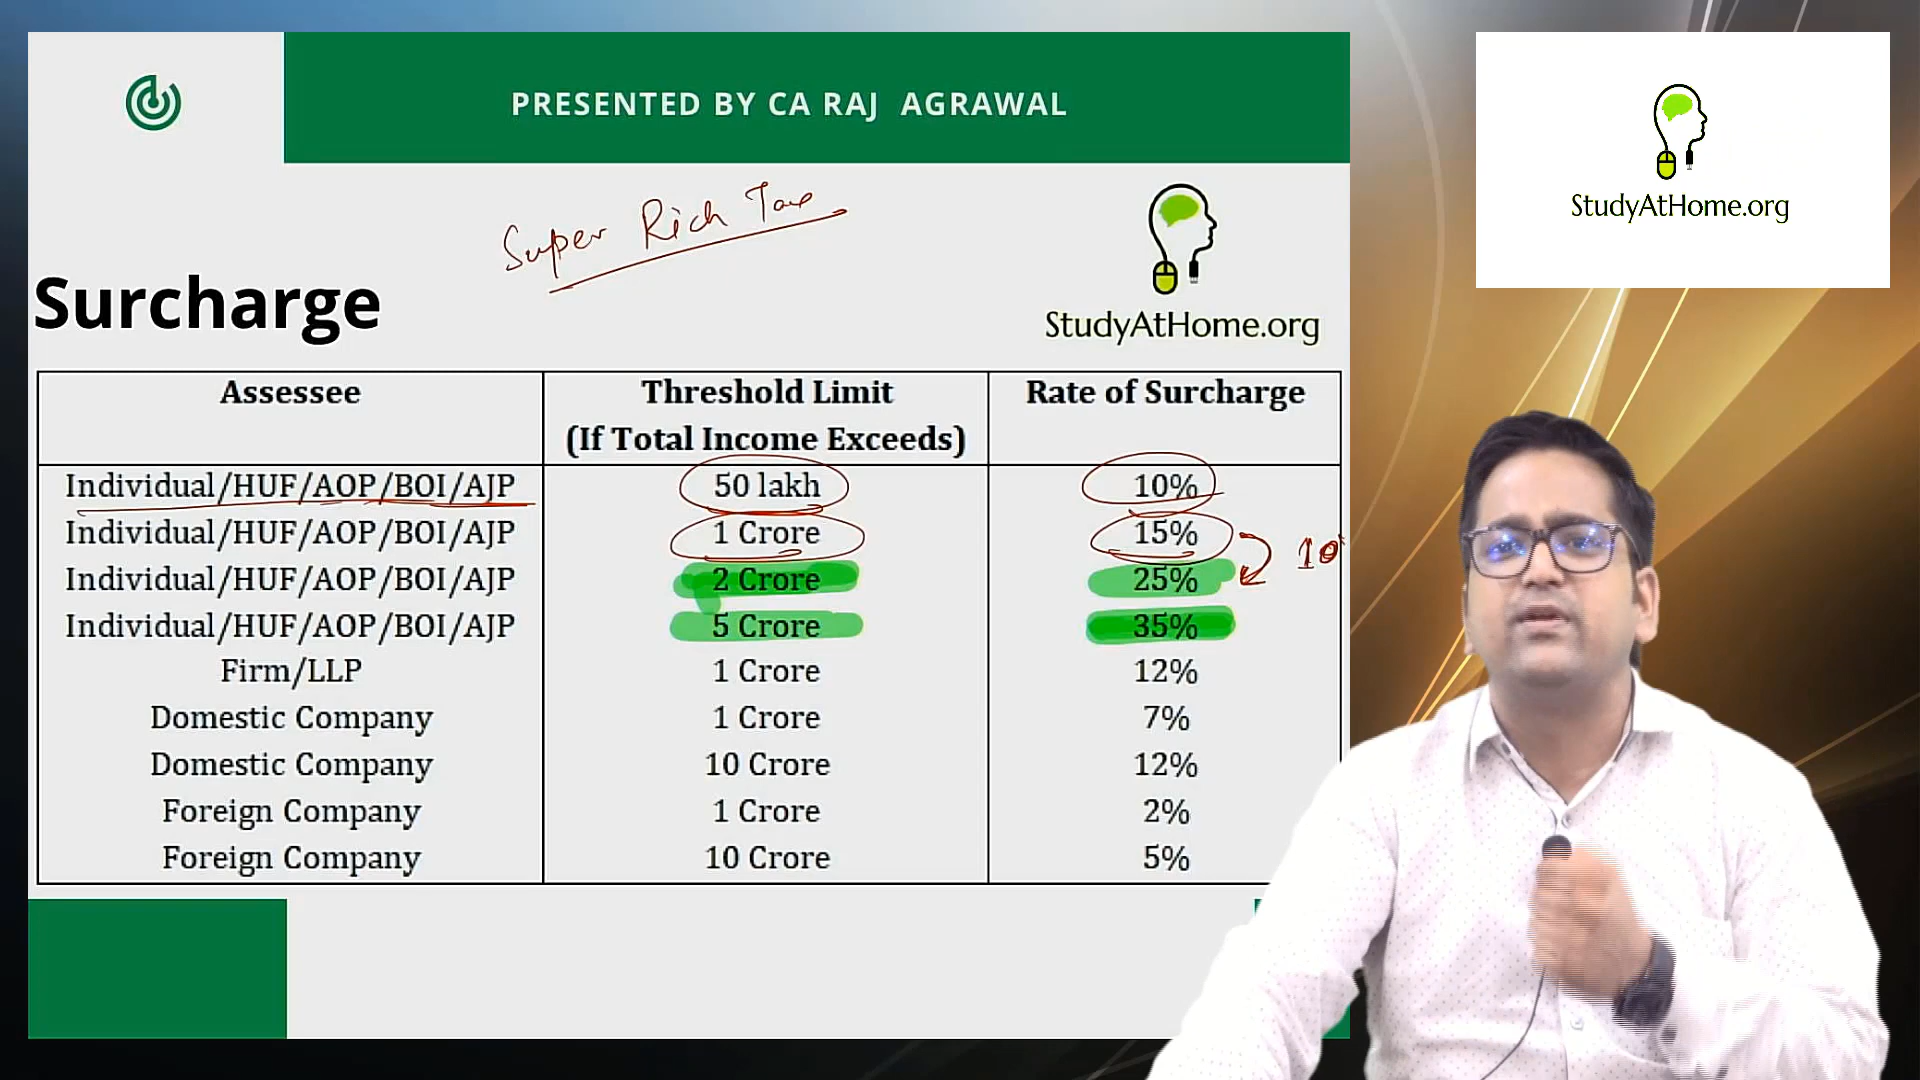 PRESENTED BY CA RAJ AGRAWAL
StudyAtHome.org
Super Rich Tax
Surcharge
StudyAtHome.org
Assessee Threshold Limit (If Total Income Exceeds) Rate of Surcharge
Individual/HUF/AOP/BOI/AJP 50 lakh 10%
Individual/HUF/AOP/BOI/AJP 1 Crore 15%
10
Individual/HUF/AOP/BOI/AJP 2 Crore 25%
Individual/HUF/AOP/BOI/AJP 5 Crore 35%
Firm/LLP 1 Crore 12%
Domestic Company 1 Crore 7%
Domestic Company 10 Crore 12%
Foreign Company 1 Crore 2%
Foreign Company 10 Crore 5%